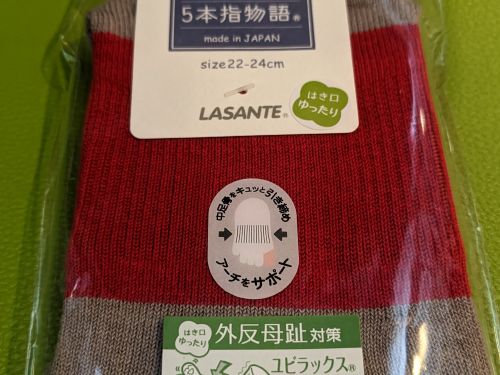 5本指物語®
made in JAPAN
size22-24cm
LASANTE®
はき口
ゆったり
中足骨をキュッと引き締め
アーチをサポート
はき口
ゆったり
外反母趾対策
ユビラックス®